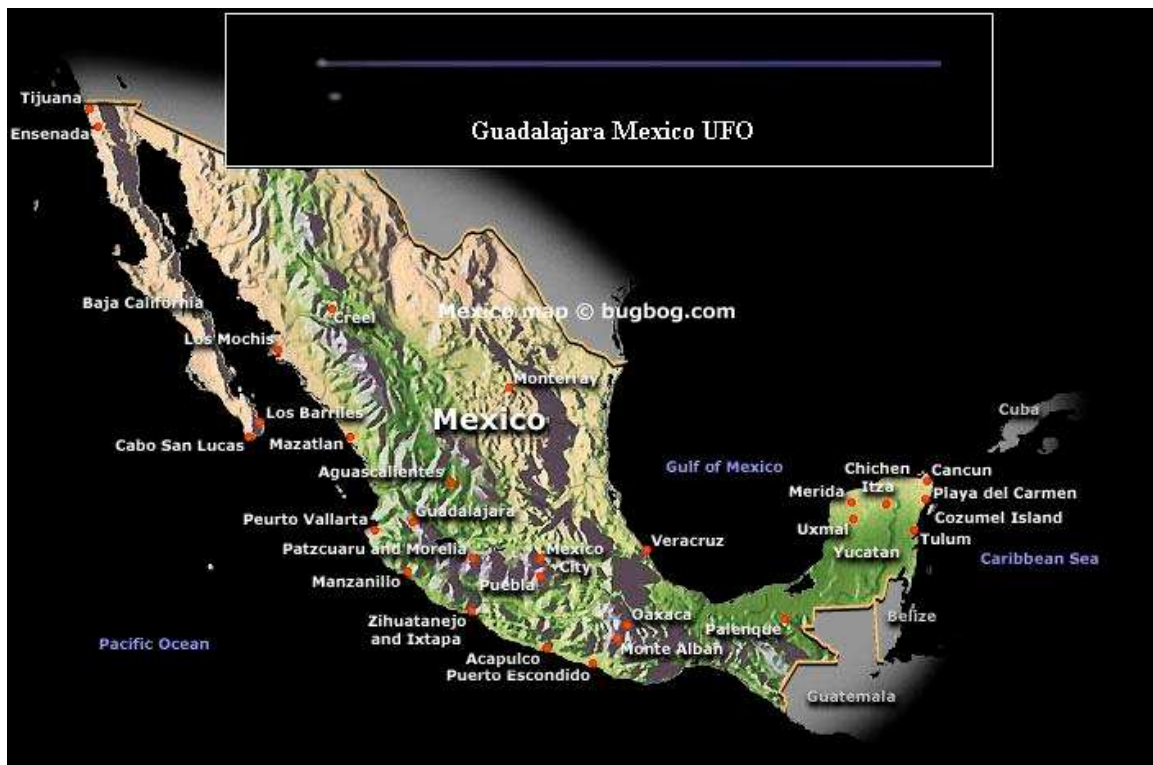 Guadalajara Mexico UFO
Tijuana
Ensenada
Baja California
Creel
Mexico map © bugbog.com
Los Mochis
Monterray
Los Barriles
Mexico
Cuba
Cabo San Lucas
Mazatlan
Aguascalientes
Gulf of Mexico
Chichen
Itza
Cancun
Merida
Playa del Carmen
Peurto Vallarta
Guadalajara
Cozumel Island
Uxmal
Tulum
Patzcuaru and Morelia
Mexico
City
Veracruz
Yucatan
Caribbean Sea
Manzanillo
Puebla
Zihuatanejo
and Ixtapa
Oaxaca
Palenque
Belize
Pacific Ocean
Monte Alban
Acapulco
Puerto Escondido
Guatemala